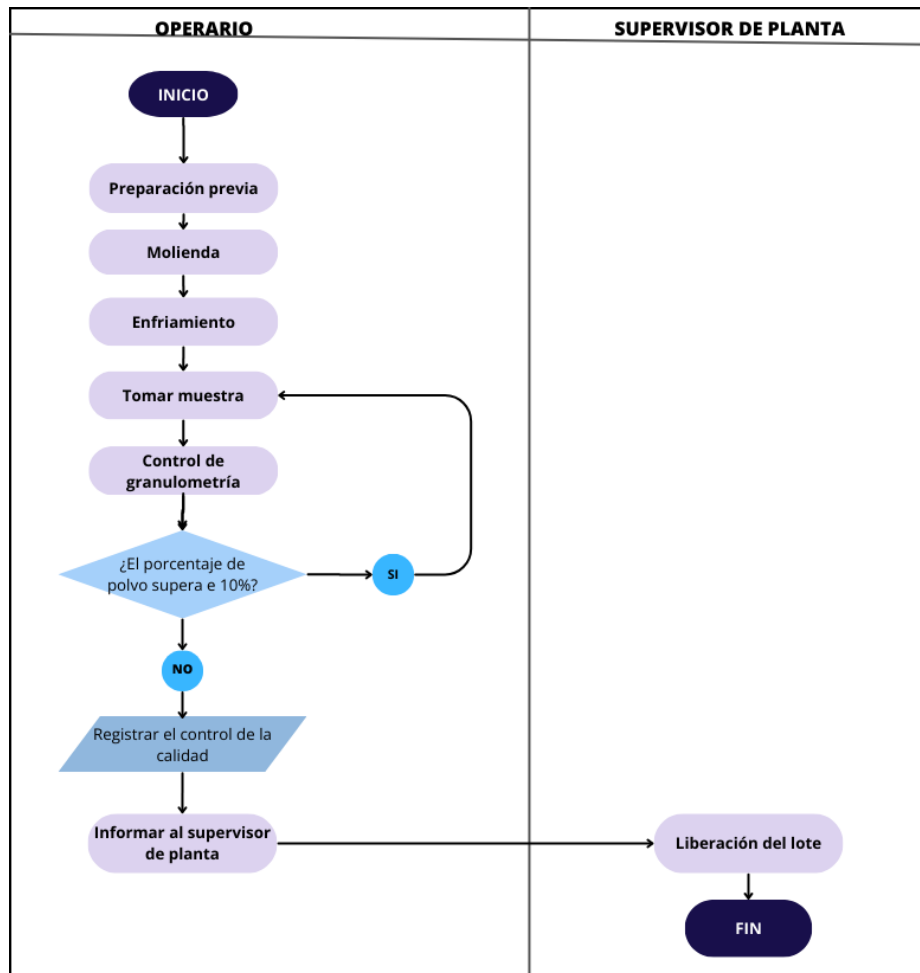 OPERARIO
SUPERVISOR DE PLANTA
INICIO
Preparación previa
Molienda
Enfriamiento
Tomar muestra
Control de
granulometría
¿El porcentaje de
polvo supera e 10%?
SI
NO
Registrar el control de la
calidad
Informar al supervisor
de planta
Liberación del lote
FIN